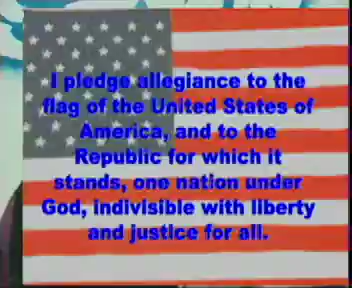 I pledge allegiance to the
flag of the United States of
America, and to the
Republic for which it
stands, one nation under
God, indivisible with liberty
and justice for all.